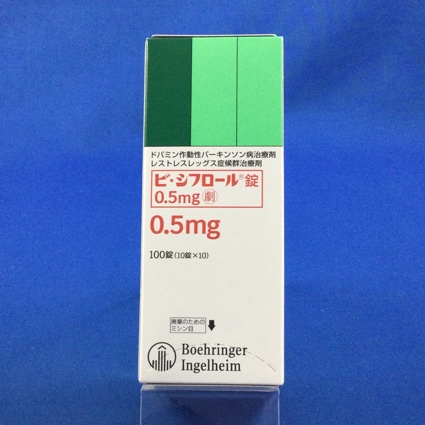 ドパミン作動性パーキンソン病治療剤
レストレスレッグス症候群治療剤
ビ・シフロール®錠
0.5mg 劇
0.5mg
100錠(10錠×10)
廃棄のための
ミシン目
Boehringer
Ingelheim